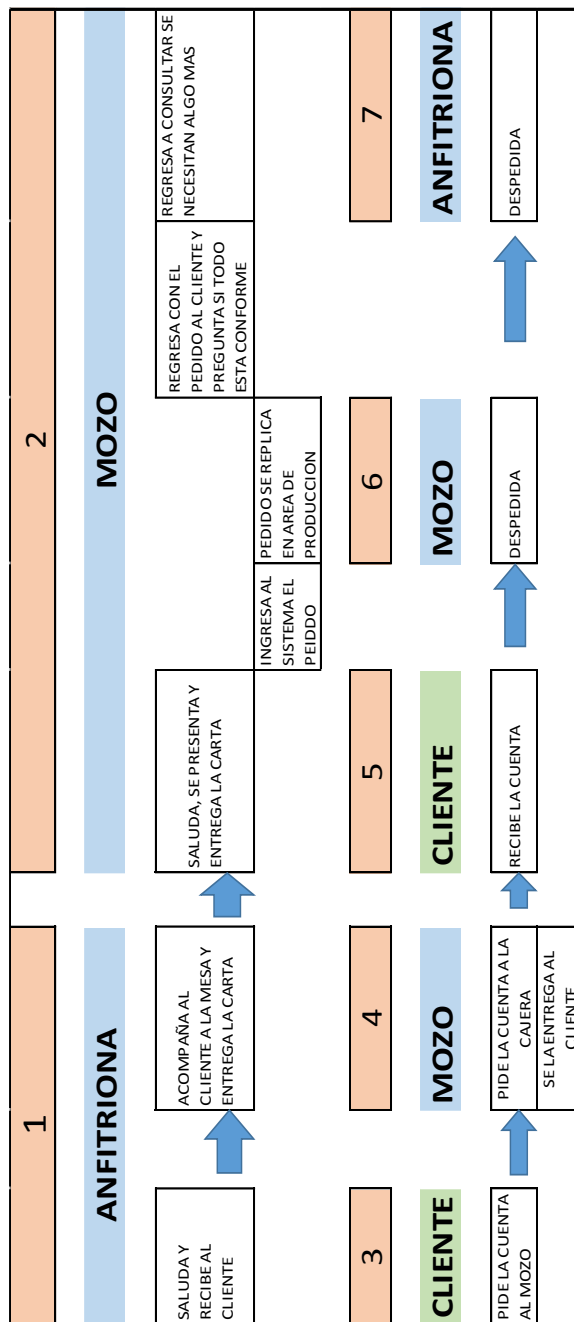 1
ANFITRIONA
SALUDA Y
RECIBE AL
CLIENTE
ACOMPAÑA AL
CLIENTE A LA MESA Y
ENTREGA LA CARTA
2
MOZO
SALUDA, SE PRESENTA Y
ENTREGA LA CARTA
INGRESA AL
SISTEMA EL
PEIDDO
PEDIDO SE REPLICA
EN AREA DE
PRODUCCION
REGRESA CON EL
PEDIDO AL CLIENTE Y
PREGUNTA SI TODO
ESTA CONFORME
REGRESA A CONSULTAR SE
NECESITAN ALGO MAS
3
CLIENTE
PIDE LA CUENTA
AL MOZO
4
MOZO
PIDE LA CUENTA A LA
CAJERA
SE LA ENTREGA AL
CLIENTE
5
CLIENTE
RECIBE LA CUENTA
6
MOZO
DESPEDIDA
7
ANFITRIONA
DESPEDIDA